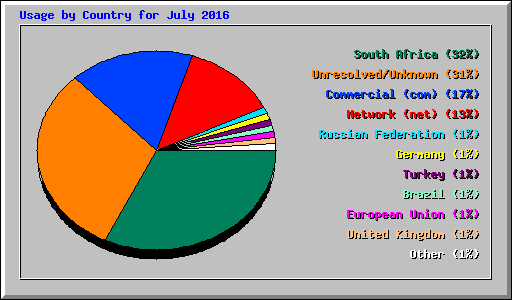 Usage by Country for July 2016
South Africa (32%)
Unresolved/Unknown (31%)
Commercial (com) (17%)
Network (net) (13%)
Russian Federation (1%)
Germany (1%)
Turkey (1%)
Brazil (1%)
European Union (1%)
United Kingdom (1%)
Other (1%)